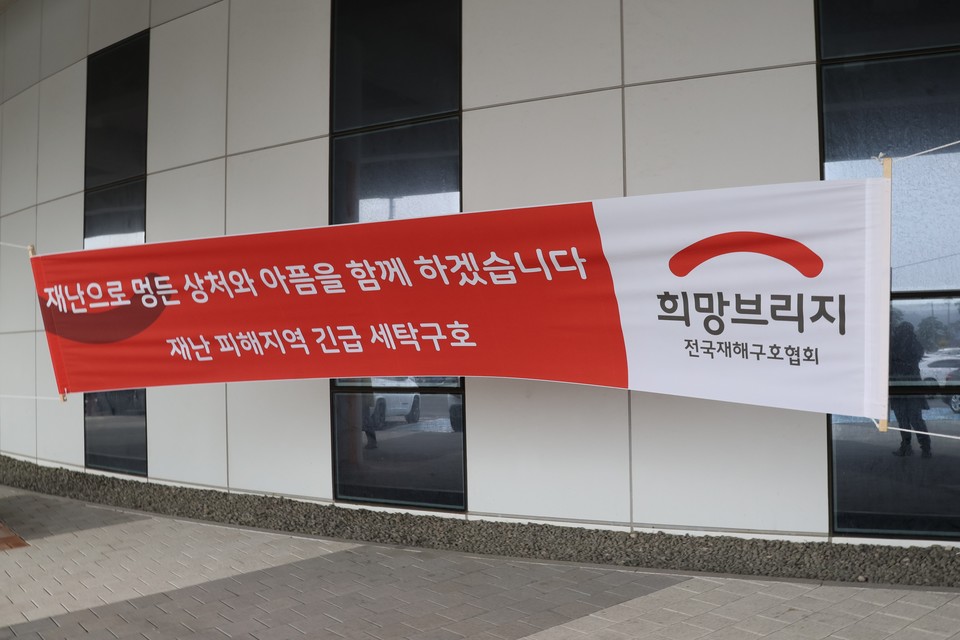 재난으로 멍든 상처와 아픔을 함께 하겠습니다
재난 피해지역 긴급 세탁구호
희망브리지
전국재해구호협회